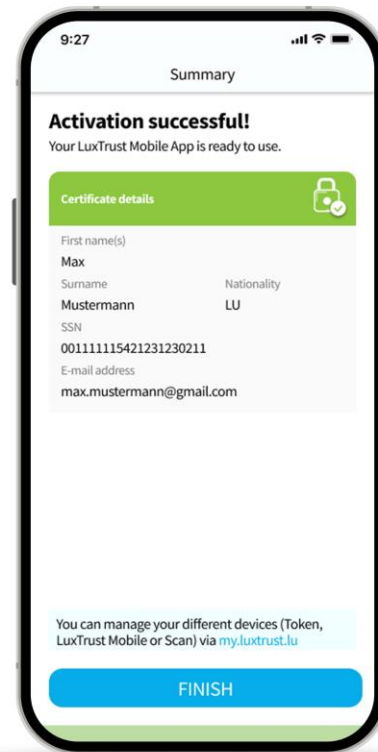 9:27
Summary
Activation successful!
Your LuxTrust Mobile App is ready to use.
Certificate details
First name(s)
Max
Surname Nationality
Mustermann LU
SSN
001111115421231230211
E-mail address
max.mustermann@gmail.com
You can manage your different devices (Token,
LuxTrust Mobile or Scan) via my.luxtrust.lu
FINISH